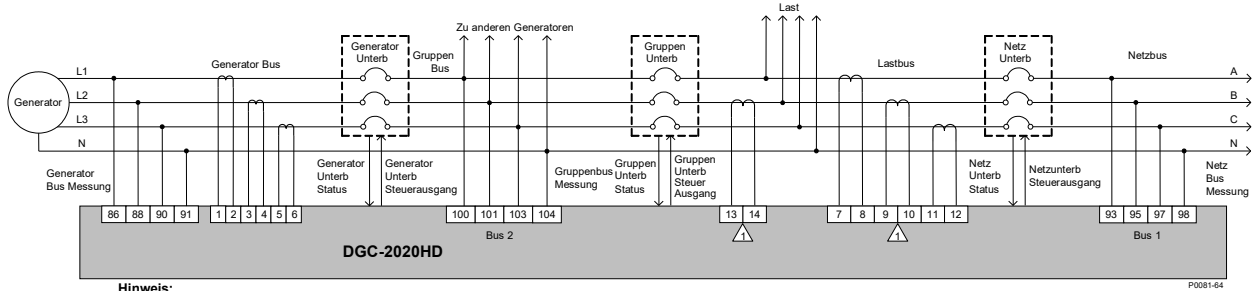 Last
Zu anderen Generatoren
Generator
Unterb
Gruppen
Bus
Gruppen
Unterb
Netz
Unterb
Generator Bus
Lastbus
Netzbus
L1
A
Generator
L2
B
L3
C
N
N
Generator
Bus Messung
Generator
Unterb
Status
Generator
Unterb
Steuerausgang
Gruppenbus
Messung
Gruppen
Unterb
Status
Gruppen
Unterb
Steuer
Ausgang
Netz
Unterb
Status
Netzunterb
Steuerausgang
Netz
Bus
Messung
86 88 90 91 1 2 3 4 5 6 100 101 103 104 13 14 7 8 9 10 11 12 93 95 97 98
Bus 2
1
1
Bus 1
DGC-2020HD
P0081-64
Hinweis: